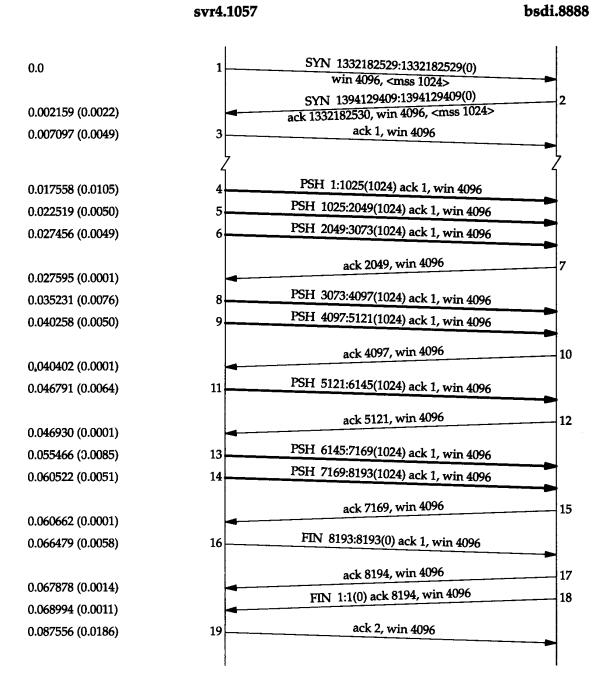 svr4.1057 bsdi.8888
0.0 1 SYN 1332182529:1332182529(0)
win 4096, <mss 1024>
SYN 1394129409:1394129409(0) 2
0.002159 (0.0022) ack 1332182530, win 4096, <mss 1024>
0.007097 (0.0049) 3 ack 1, win 4096
0.017558 (0.0105) 4 PSH 1:1025(1024) ack 1, win 4096
0.022519 (0.0050) 5 PSH 1025:2049(1024) ack 1, win 4096
0.027456 (0.0049) 6 PSH 2049:3073(1024) ack 1, win 4096
ack 2049, win 4096 7
0.027595 (0.0001)
0.035231 (0.0076) 8 PSH 3073:4097(1024) ack 1, win 4096
0.040258 (0.0050) 9 PSH 4097:5121(1024) ack 1, win 4096
ack 4097, win 4096 10
0,040402 (0.0001)
0.046791 (0.0064) 11 PSH 5121:6145(1024) ack 1, win 4096
ack 5121, win 4096 12
0.046930 (0.0001)
0.055466 (0.0085) 13 PSH 6145:7169(1024) ack 1, win 4096
0.060522 (0.0051) 14 PSH 7169:8193(1024) ack 1, win 4096
ack 7169, win 4096 15
0.060662 (0.0001)
0.066479 (0.0058) 16 FIN 8193:8193(0) ack 1, win 4096
ack 8194, win 4096 17
0.067878 (0.0014)
FIN 1:1(0) ack 8194, win 4096 18
0.068994 (0.0011)
0.087556 (0.0186) 19 ack 2, win 4096